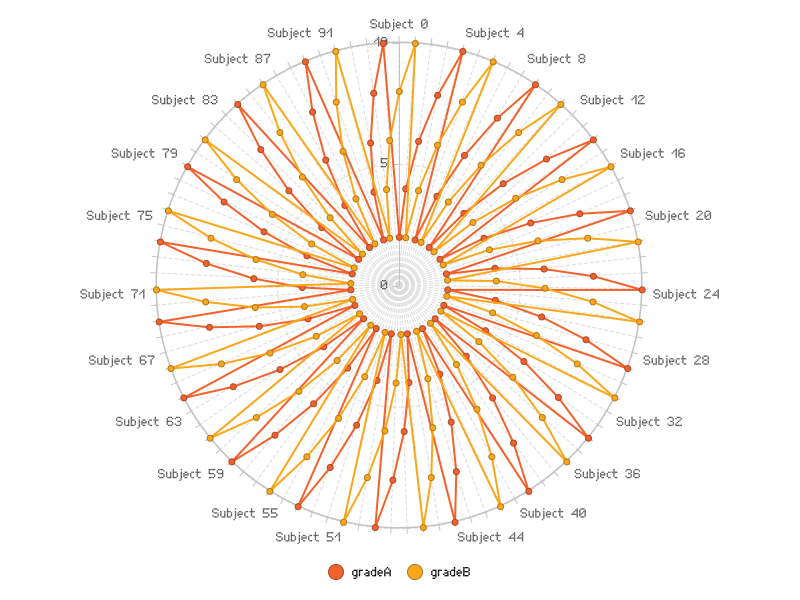 Subject 0
Subject 4
Subject 8
Subject 12
Subject 16
Subject 20
Subject 24
Subject 28
Subject 32
Subject 36
Subject 40
Subject 44
Subject 51
Subject 55
Subject 59
Subject 63
Subject 67
Subject 71
Subject 75
Subject 79
Subject 83
Subject 87
Subject 91
10
5
0
gradeA
gradeB